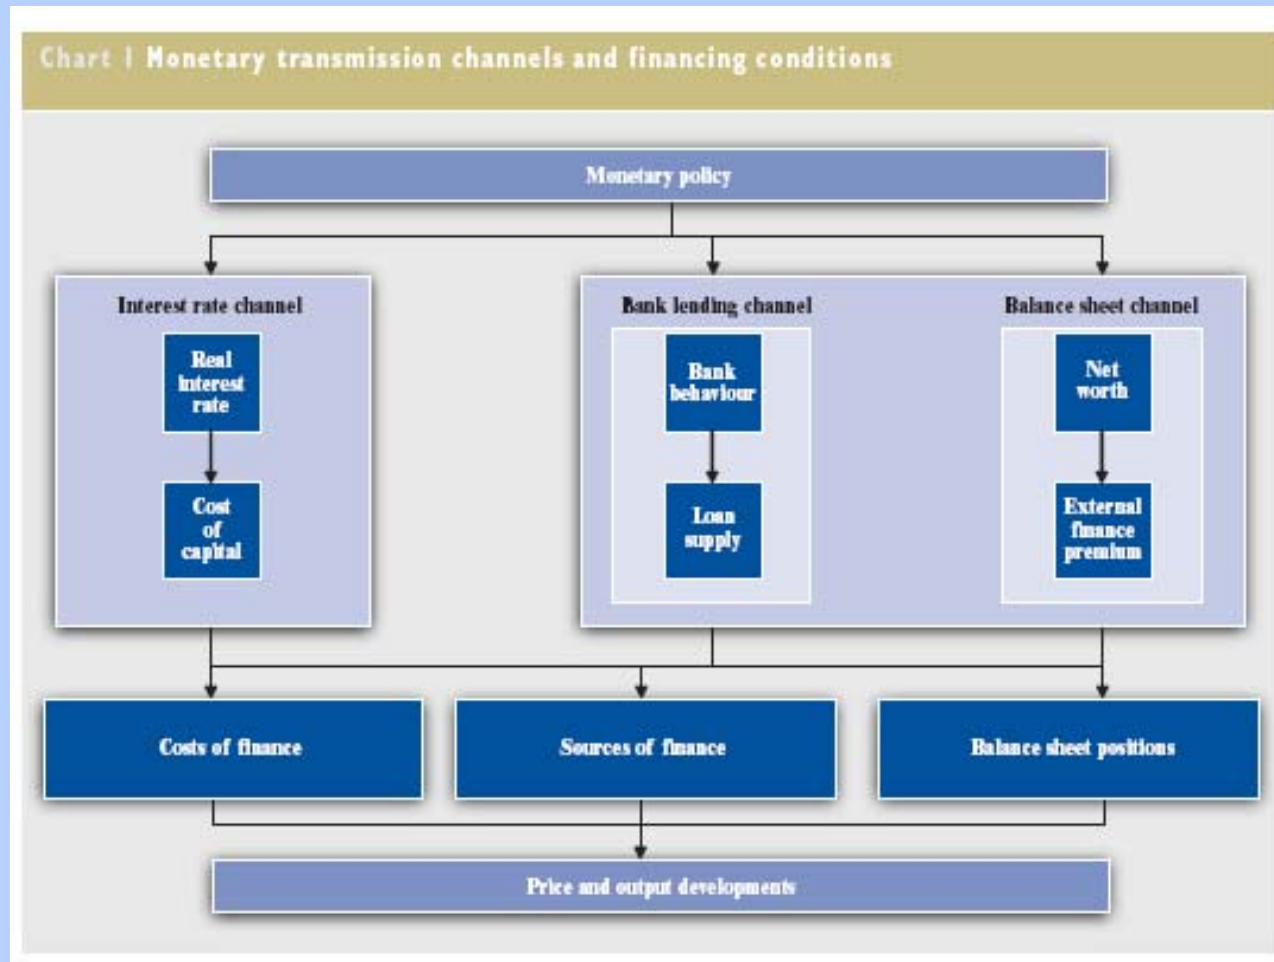 Chart 1 Monetary transmission channels and financing conditions
Monetary policy
Interest rate channel
Real
interest
rate
Cost
of
capital
Bank lending channel
Bank
behaviour
Loan
supply
Balance sheet channel
Net
worth
External
finance
premium
Costs of finance
Sources of finance
Balance sheet positions
Price and output developments